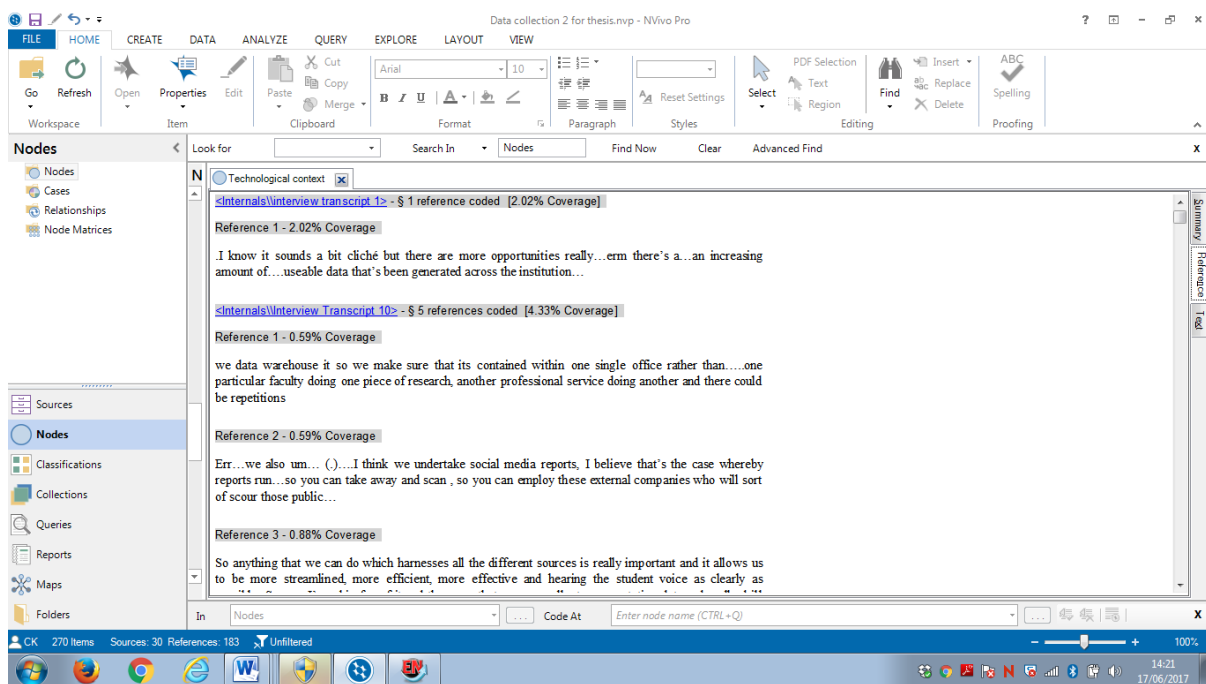 Data collection 2 for thesis.nvp - NVivo Pro
?
FILE HOME CREATE DATA ANALYZE QUERY EXPLORE LAYOUT VIEW
Go Refresh Open Properties Edit Paste Cut Copy Merge Arial 10 B I U A Reset Settings Select PDF Selection Text Region Find Insert Replace Delete ABC Spelling
Workspace Item Clipboard Format Paragraph Styles Editing Proofing
Nodes
Look for Search In Nodes Find Now Clear Advanced Find x
Nodes
Cases
Relationships
Node Matrices
N
Technological context x
<Internals\\interview transcript 1> - § 1 reference coded [2.02% Coverage]
Reference 1 - 2.02% Coverage
.I know it sounds a bit cliché but there are more opportunities really…erm there's a…an increasing
amount of….useable data that's been generated across the institution…
<Internals\\Interview Transcript 10> - § 5 references coded [4.33% Coverage]
Reference 1 - 0.59% Coverage
we data warehouse it so we make sure that its contained within one single office rather than…..one
particular faculty doing one piece of research, another professional service doing another and there could
be repetitions
Reference 2 - 0.59% Coverage
Err…we also um… (.)….I think we undertake social media reports, I believe that's the case whereby
reports run…so you can take away and scan , so you can employ these external companies who will sort
of scour those public…
Reference 3 - 0.88% Coverage
So anything that we can do which harnesses all the different sources is really important and it allows us
to be more streamlined, more efficient, more effective and hearing the student voice as clearly as
Summary
Reference
Text
Sources
Nodes
Classifications
Collections
Queries
Reports
Maps
Folders
In Nodes ... Code At Enter node name (CTRL+Q) ... x
CK 270 Items Sources: 30 References: 183 Unfiltered 100%
14:21
17/06/2017